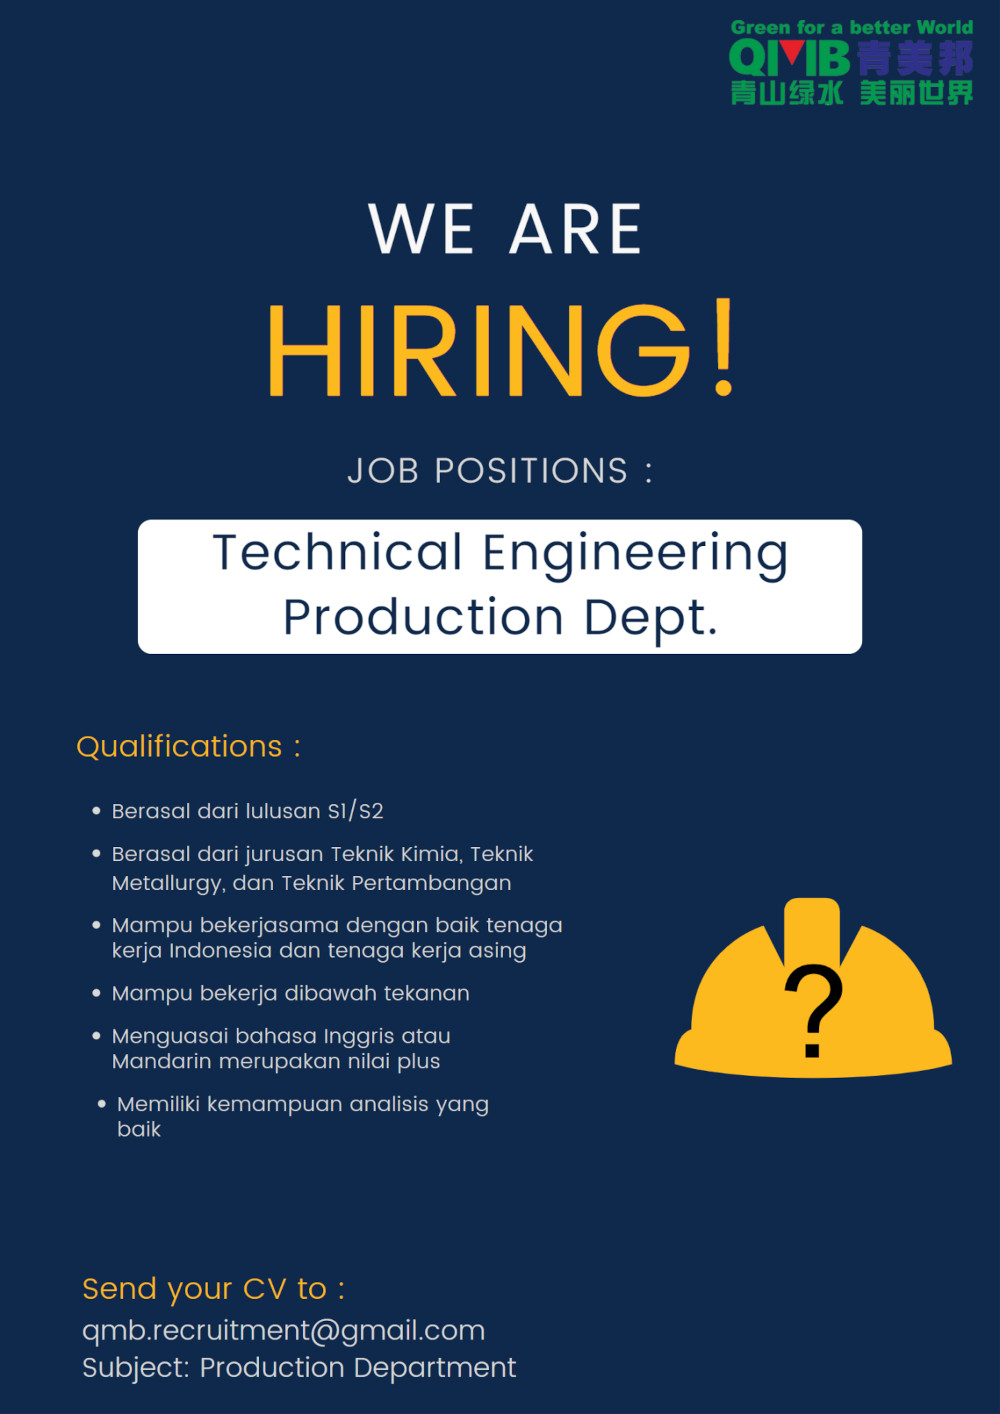 Green for a better World
QMB 青美邦
青山绿水 美丽世界
WE ARE
HIRING!
JOB POSITIONS :
Technical Engineering
Production Dept.
Qualifications :
• Berasal dari lulusan S1/S2
• Berasal dari jurusan Teknik Kimia, Teknik
Metallurgy, dan Teknik Pertambangan
• Mampu bekerjasama dengan baik tenaga
kerja Indonesia dan tenaga kerja asing
• Mampu bekerja dibawah tekanan
• Menguasai bahasa Inggris atau
Mandarin merupakan nilai plus
• Memiliki kemampuan analisis yang
baik
?
Send your CV to :
qmb.recruitment@gmail.com
Subject: Production Department